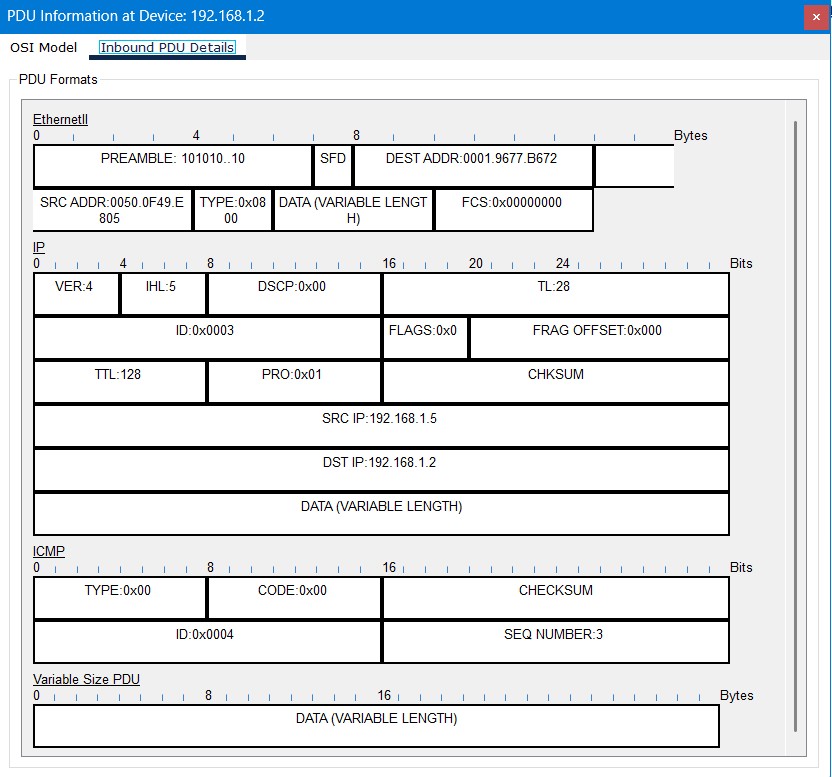 PDU Information at Device: 192.168.1.2
OSI Model Inbound PDU Details
PDU Formats
EthernetII
0 4 8 Bytes
PREAMBLE: 101010..10 SFD DEST ADDR:0001.9677.B672
SRC ADDR:0050.0F49.E TYPE:0x08 DATA (VARIABLE LENGT FCS:0x00000000
805 00 H)
IP
0 4 8 16 20 24 Bits
VER:4 IHL:5 DSCP:0x00 TL:28
ID:0x0003 FLAGS:0x0 FRAG OFFSET:0x000
TTL:128 PRO:0x01 CHKSUM
SRC IP:192.168.1.5
DST IP:192.168.1.2
DATA (VARIABLE LENGTH)
ICMP
0 8 16 Bits
TYPE:0x00 CODE:0x00 CHECKSUM
ID:0x0004 SEQ NUMBER:3
Variable Size PDU
0 8 16 Bytes
DATA (VARIABLE LENGTH)